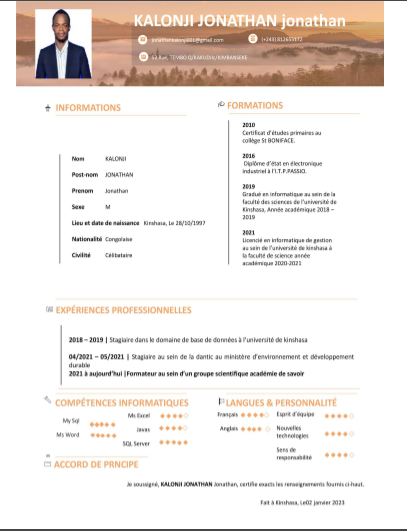 KALONJI JONATHAN jonathan
63 Rue, TEMBO Q/KAKUDJI/KIMBANSEKE
INFORMATIONS
Nom KALONJI
Post-nom JONATHAN
Prenom Jonathan
Sexe M
Lieu et date de naissance Kinshasa, Le 28/10/1997
Nationalité Congolaise
Civilité Célibataire
FORMATIONS
2010
Certificat d'études primaires au
collège St BONIFACE.
2016
Diplôme d'état en électronique
industriel à l'I.T.P.PASSIO.
2019
Gradué en informatique au sein de la
faculté des sciences de l'université de
Kinshasa, Année académique 2018 –
2019
2021
Licencié en informatique de gestion
au sein de l'université de kinshasa à
la faculté de science année
académique 2020-2021
EXPÉRIENCES PROFESSIONNELLES
2018 – 2019 | Stagiaire dans le domaine de base de données à l'université de kinshasa
04/2021 – 05/2021 | Stagiaire au sein de la dantic au ministère d'environnement et développement
durable
2021 à aujourd'hui |Formateur au sein d'un groupe scientifique académie de savoir
COMPÉTENCES INFORMATIQUES
My Sql
Ms Word
Ms Excel
Javas
SQL Server
LANGUES & PERSONNALITÉ
Français
Anglais
Esprit d'équipe
Nouvelles
technologies
Sens de
responsabilité
ACCORD DE PRNCIPE
Je soussigné, KALONJI JONATHAN Jonathan, certifie exacts les renseignements fournis ci-haut.
Fait à Kinshasa, Le02 janvier 2023